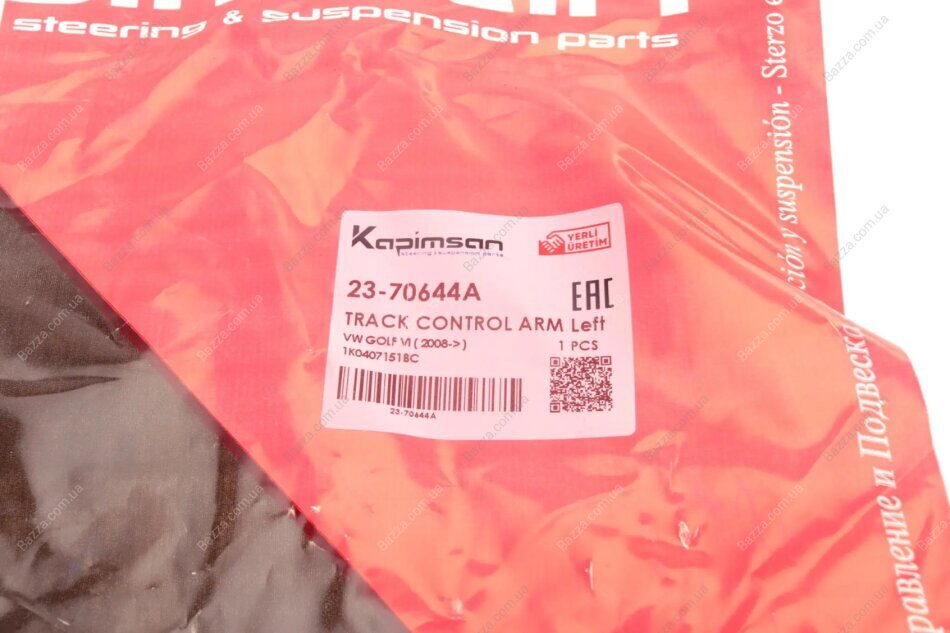 steering & suspension parts
Kapimsan
steering & suspension parts
YERLİ
ÜRETİM
23-70644A
EAC
TRACK CONTROL ARM Left
VW GOLF VI ( 2008-> )
1 PCS
1K0407151BC
23-70644A
ción y suspensión - Sterzo e
равление и Подвеска
Bazza.com.ua